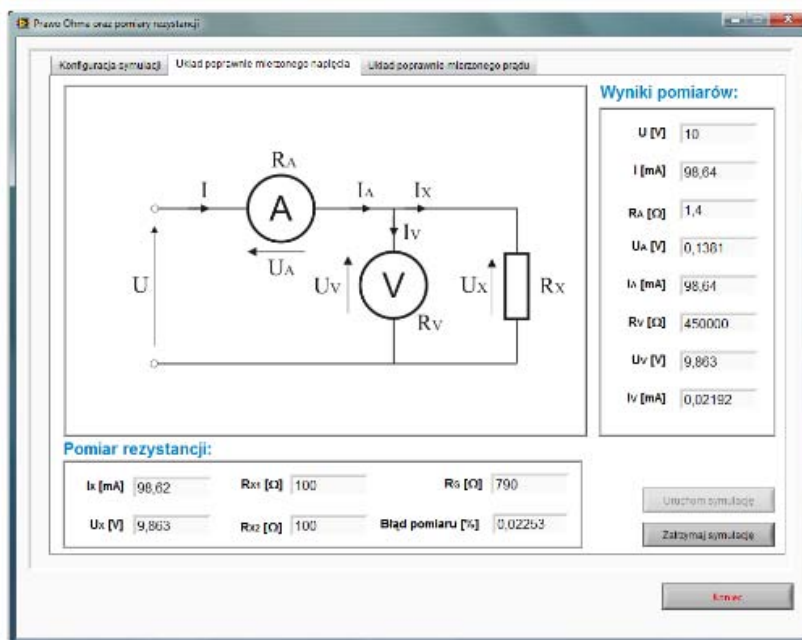 Prawo Ohma oraz pomiary rezystancji
Konfiguracja symulacji
Układ poprawnie mierzonego napięcia
Układ poprawnie mierzonego prądu
I
RA
A
IA
IX
IV
UA
U
UV
V
RV
UX
RX
Wyniki pomiarów:
U [V] 10
I [mA] 98,64
RA [Ω] 1,4
UA [V] 0,1381
IA [mA] 98,64
RV [Ω] 450000
UV [V] 9,863
IV [mA] 0,02192
Pomiar rezystancji:
IX [mA] 98,62
RX1 [Ω] 100
RG [Ω] 790
UX [V] 9,863
RX2 [Ω] 100
Błąd pomiaru [%] 0,02253
Uruchom symulację
Zatrzymaj symulację
Koniec